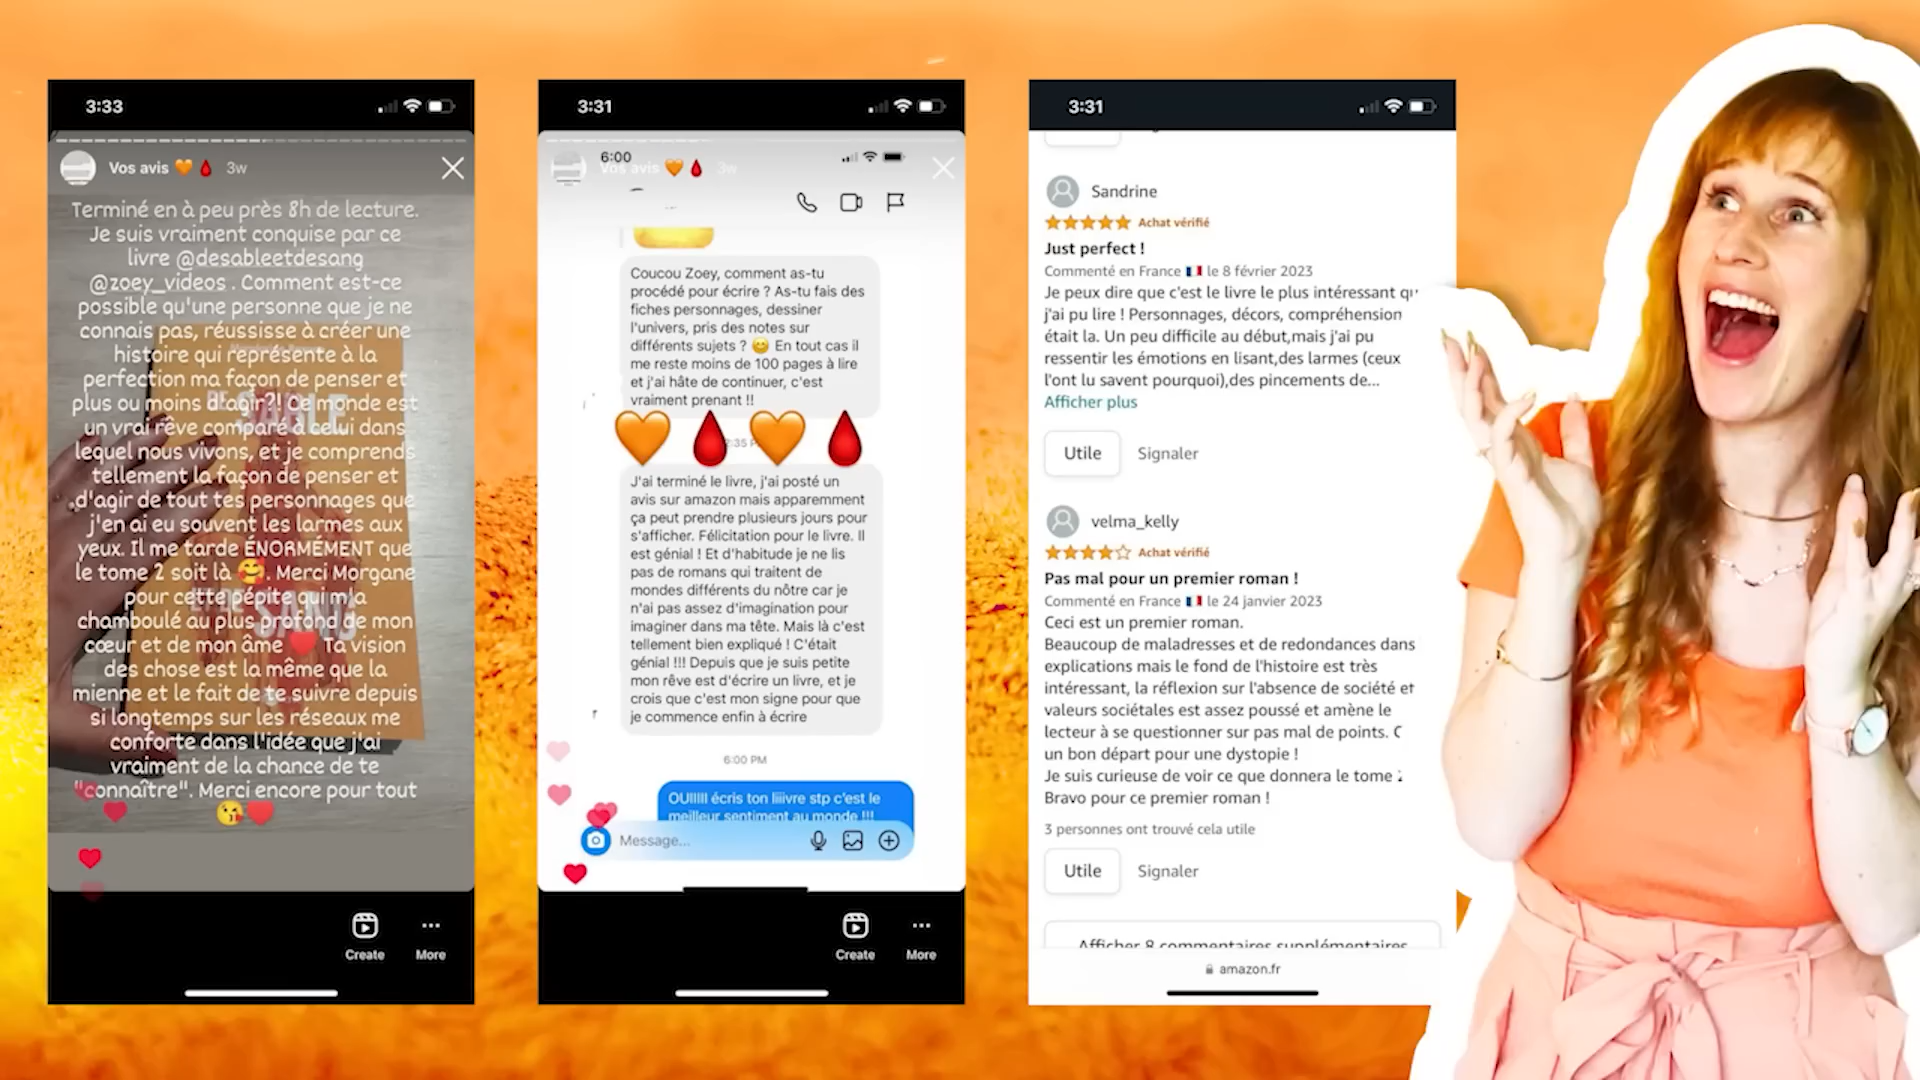 3:33
Vos avis 🧡🩸 3w
Terminé en à peu près 8h de lecture.
Je suis vraiment conquise par ce
livre @desableetdesang
@zoey_videos . Comment est-ce
possible qu'une personne que je ne
connais pas, réussisse à créer une
histoire qui représente à la
perfection ma façon de penser et
plus ou moins d'agir?! Ce monde est
un vrai rêve comparé à celui dans
lequel nous vivons, et je comprends
tellement la façon de penser et
d'agir de tout tes personnages que
j'en ai eu souvent les larmes aux
yeux. Il me tarde ÉNORMÉMENT que
le tome 2 soit là 🥰. Merci Morgane
pour cette pépite qui m'a
chamboulé au plus profond de mon
cœur et de mon âme ❤️ Ta vision
des chose est la même que la
mienne et le fait de te suivre depuis
si longtemps sur les réseaux me
conforte dans l'idée que j'ai
vraiment de la chance de te
"connaître". Merci encore pour tout
😘❤️
SABLE
SANG
Create
More
3:31
6:00
Vos avis 🧡🩸 3w
Coucou Zoey, comment as-tu
procédé pour écrire ? As-tu fais des
fiches personnages, dessiner
l'univers, pris des notes sur
différents sujets ? 😊 En tout cas il
me reste moins de 100 pages à lire
et j'ai hâte de continuer, c'est
vraiment prenant !!
🧡🩸🧡🩸
J'ai terminé le livre, j'ai posté un
avis sur amazon mais apparemment
ça peut prendre plusieurs jours pour
s'afficher. Félicitation pour le livre. Il
est génial ! Et d'habitude je ne lis
pas de romans qui traitent de
mondes différents du nôtre car je
n'ai pas assez d'imagination pour
imaginer dans ma tête. Mais là c'est
tellement bien expliqué ! C'était
génial !!! Depuis que je suis petite
mon rêve est d'écrire un livre, et je
crois que c'est mon signe pour que
je commence enfin à écrire
6:00 PM
OUIIIII écris ton liiivre stp c'est le
meilleur sentiment au monde !!!
Message...
Create
More
3:31
Sandrine
Achat vérifié
Just perfect !
Commenté en France 🇫🇷 le 8 février 2023
Je peux dire que c'est le livre le plus intéressant
j'ai pu lire ! Personnages, décors, compréhension
était la. Un peu difficile au début,mais j'ai pu
ressentir les émotions en lisant,des larmes (ceux
l'ont lu savent pourquoi),des pincements de...
Afficher plus
Utile
Signaler
velma_kelly
Achat vérifié
Pas mal pour un premier roman !
Commenté en France 🇫🇷 le 24 janvier 2023
Ceci est un premier roman.
Beaucoup de maladresses et de redondances dans
explications mais le fond de l'histoire est très
intéressant, la réflexion sur l'absence de société et
valeurs sociétales est assez poussé et amène le
lecteur à se questionner sur pas mal de points.
un bon départ pour une dystopie !
Je suis curieuse de voir ce que donnera le tome
Bravo pour ce premier roman !
3 personnes ont trouvé cela utile
Utile
Signaler
Afficher 8 commentaires supplémentaires
amazon.fr